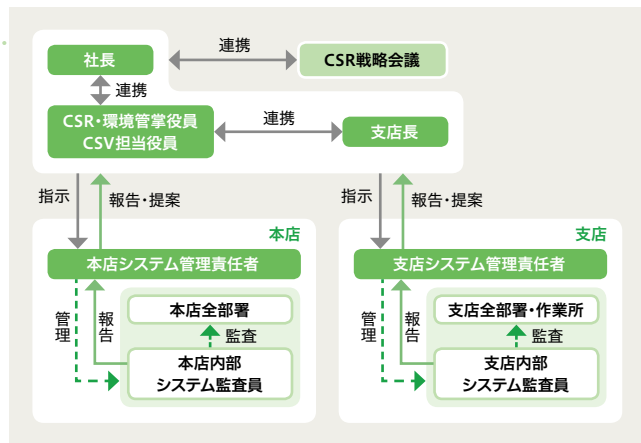 連携
社長
CSR戦略会議
連携
CSR・環境管掌役員
CSV担当役員
連携
支店長
指示
報告・提案
指示
報告・提案
本店
本店システム管理責任者
管理
報告
本店全部署
監査
本店内部
システム監査員
支店
支店システム管理責任者
管理
報告
支店全部署・作業所
監査
支店内部
システム監査員